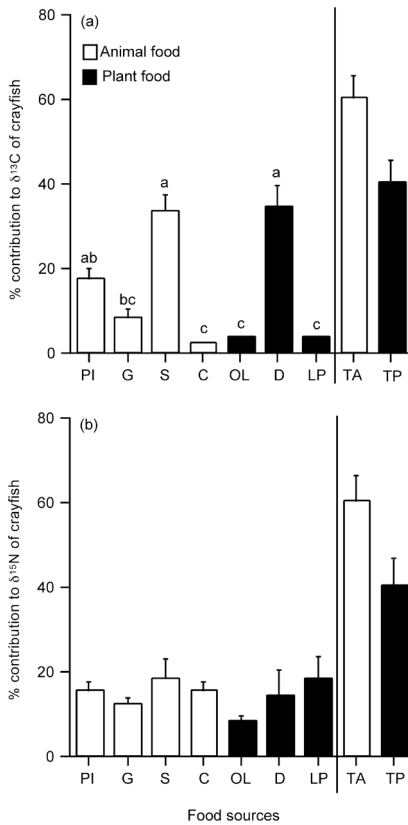 (a)
Animal food
Plant food
% contribution to δ¹³C of crayfish
80
60
40
20
0
ab
bc
a
c
c
a
c
PI G S C OL D LP TA TP
(b)
% contribution to δ¹⁵N of crayfish
80
60
40
20
0
PI G S C OL D LP TA TP
Food sources